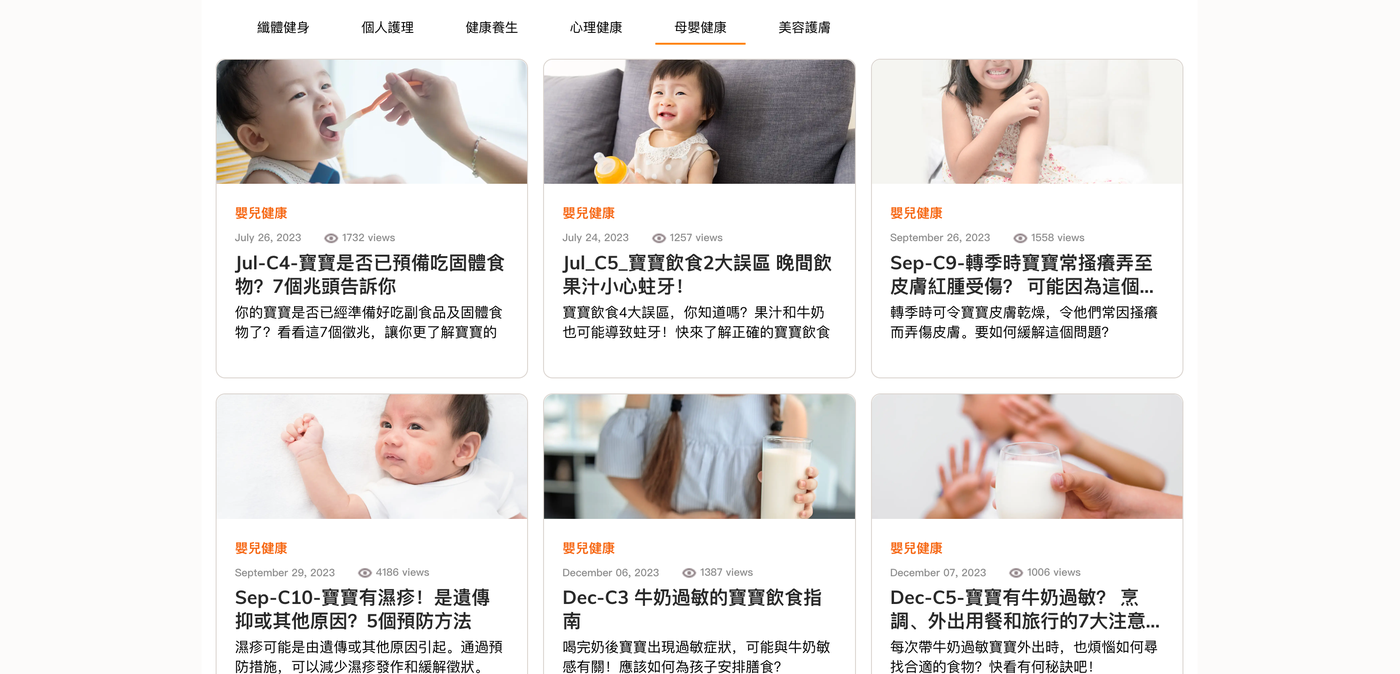 纖體健身 個人護理 健康養生 心理健康 母嬰健康 美容護膚
嬰兒健康
July 26, 2023 1732 views
Jul-C4-寶寶是否已預備吃固體食
物？7個兆頭告訴你
你的寶寶是否已經準備好吃副食品及固體食
物了？看看這7個徵兆，讓你更了解寶寶的
嬰兒健康
July 24, 2023 1257 views
Jul_C5_寶寶飲食2大誤區 晚間飲
果汁小心蛀牙！
寶寶飲食4大誤區，你知道嗎？果汁和牛奶
也可能導致蛀牙！快來了解正確的寶寶飲食
嬰兒健康
September 26, 2023 1558 views
Sep-C9-轉季時寶寶常搔癢弄至
皮膚紅腫受傷？ 可能因為這個...
轉季時可令寶寶皮膚乾燥，令他們常因搔癢
而弄傷皮膚。要如何緩解這個問題？
嬰兒健康
September 29, 2023 4186 views
Sep-C10-寶寶有濕疹！是遺傳
抑或其他原因？5個預防方法
濕疹可能是由遺傳或其他原因引起。通過預
防措施，可以減少濕疹發作和緩解徵狀。
嬰兒健康
December 06, 2023 1387 views
Dec-C3 牛奶過敏的寶寶飲食指
南
喝完奶後寶寶出現過敏症狀，可能與牛奶敏
感有關！應該如何為孩子安排膳食？
嬰兒健康
December 07, 2023 1006 views
Dec-C5-寶寶有牛奶過敏？ 烹
調、外出用餐和旅行的7大注意...
每次帶牛奶過敏寶寶外出時，也煩惱如何尋
找合適的食物？快看有何秘訣吧！